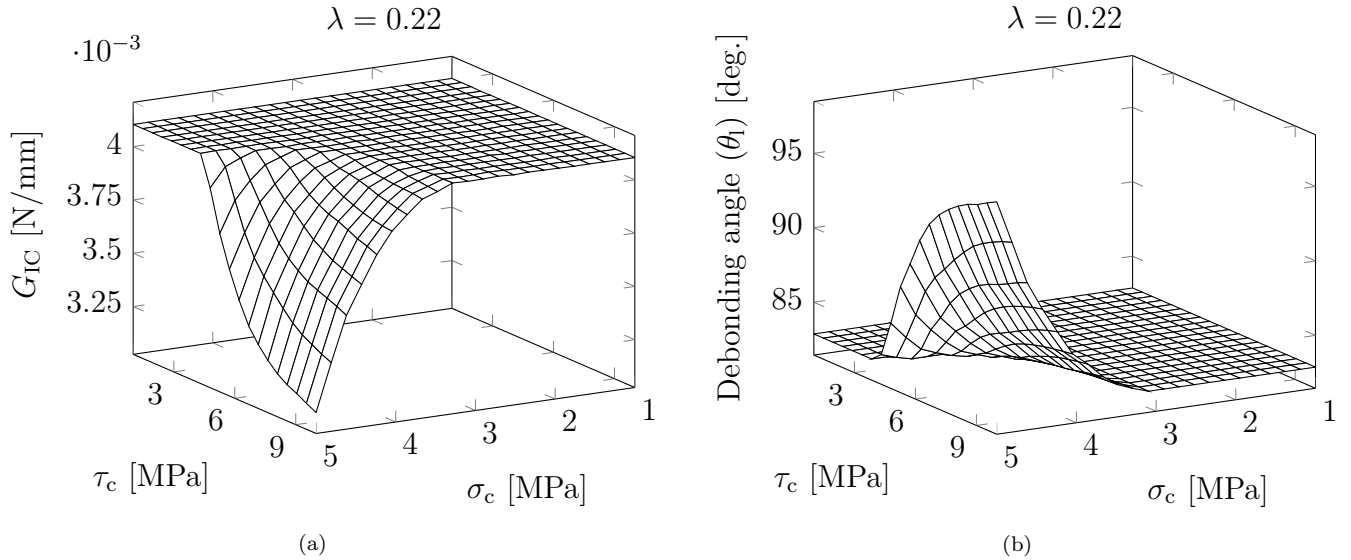 λ = 0.22
·10⁻³
4
3.75
3.5
3.25
G_IC [N/mm]
3
6
9
τ_c [MPa]
5
4
3
2
1
σ_c [MPa]
(a)
λ = 0.22
95
90
85
Debonding angle (θ_l) [deg.]
3
6
9
τ_c [MPa]
5
4
3
2
1
σ_c [MPa]
(b)